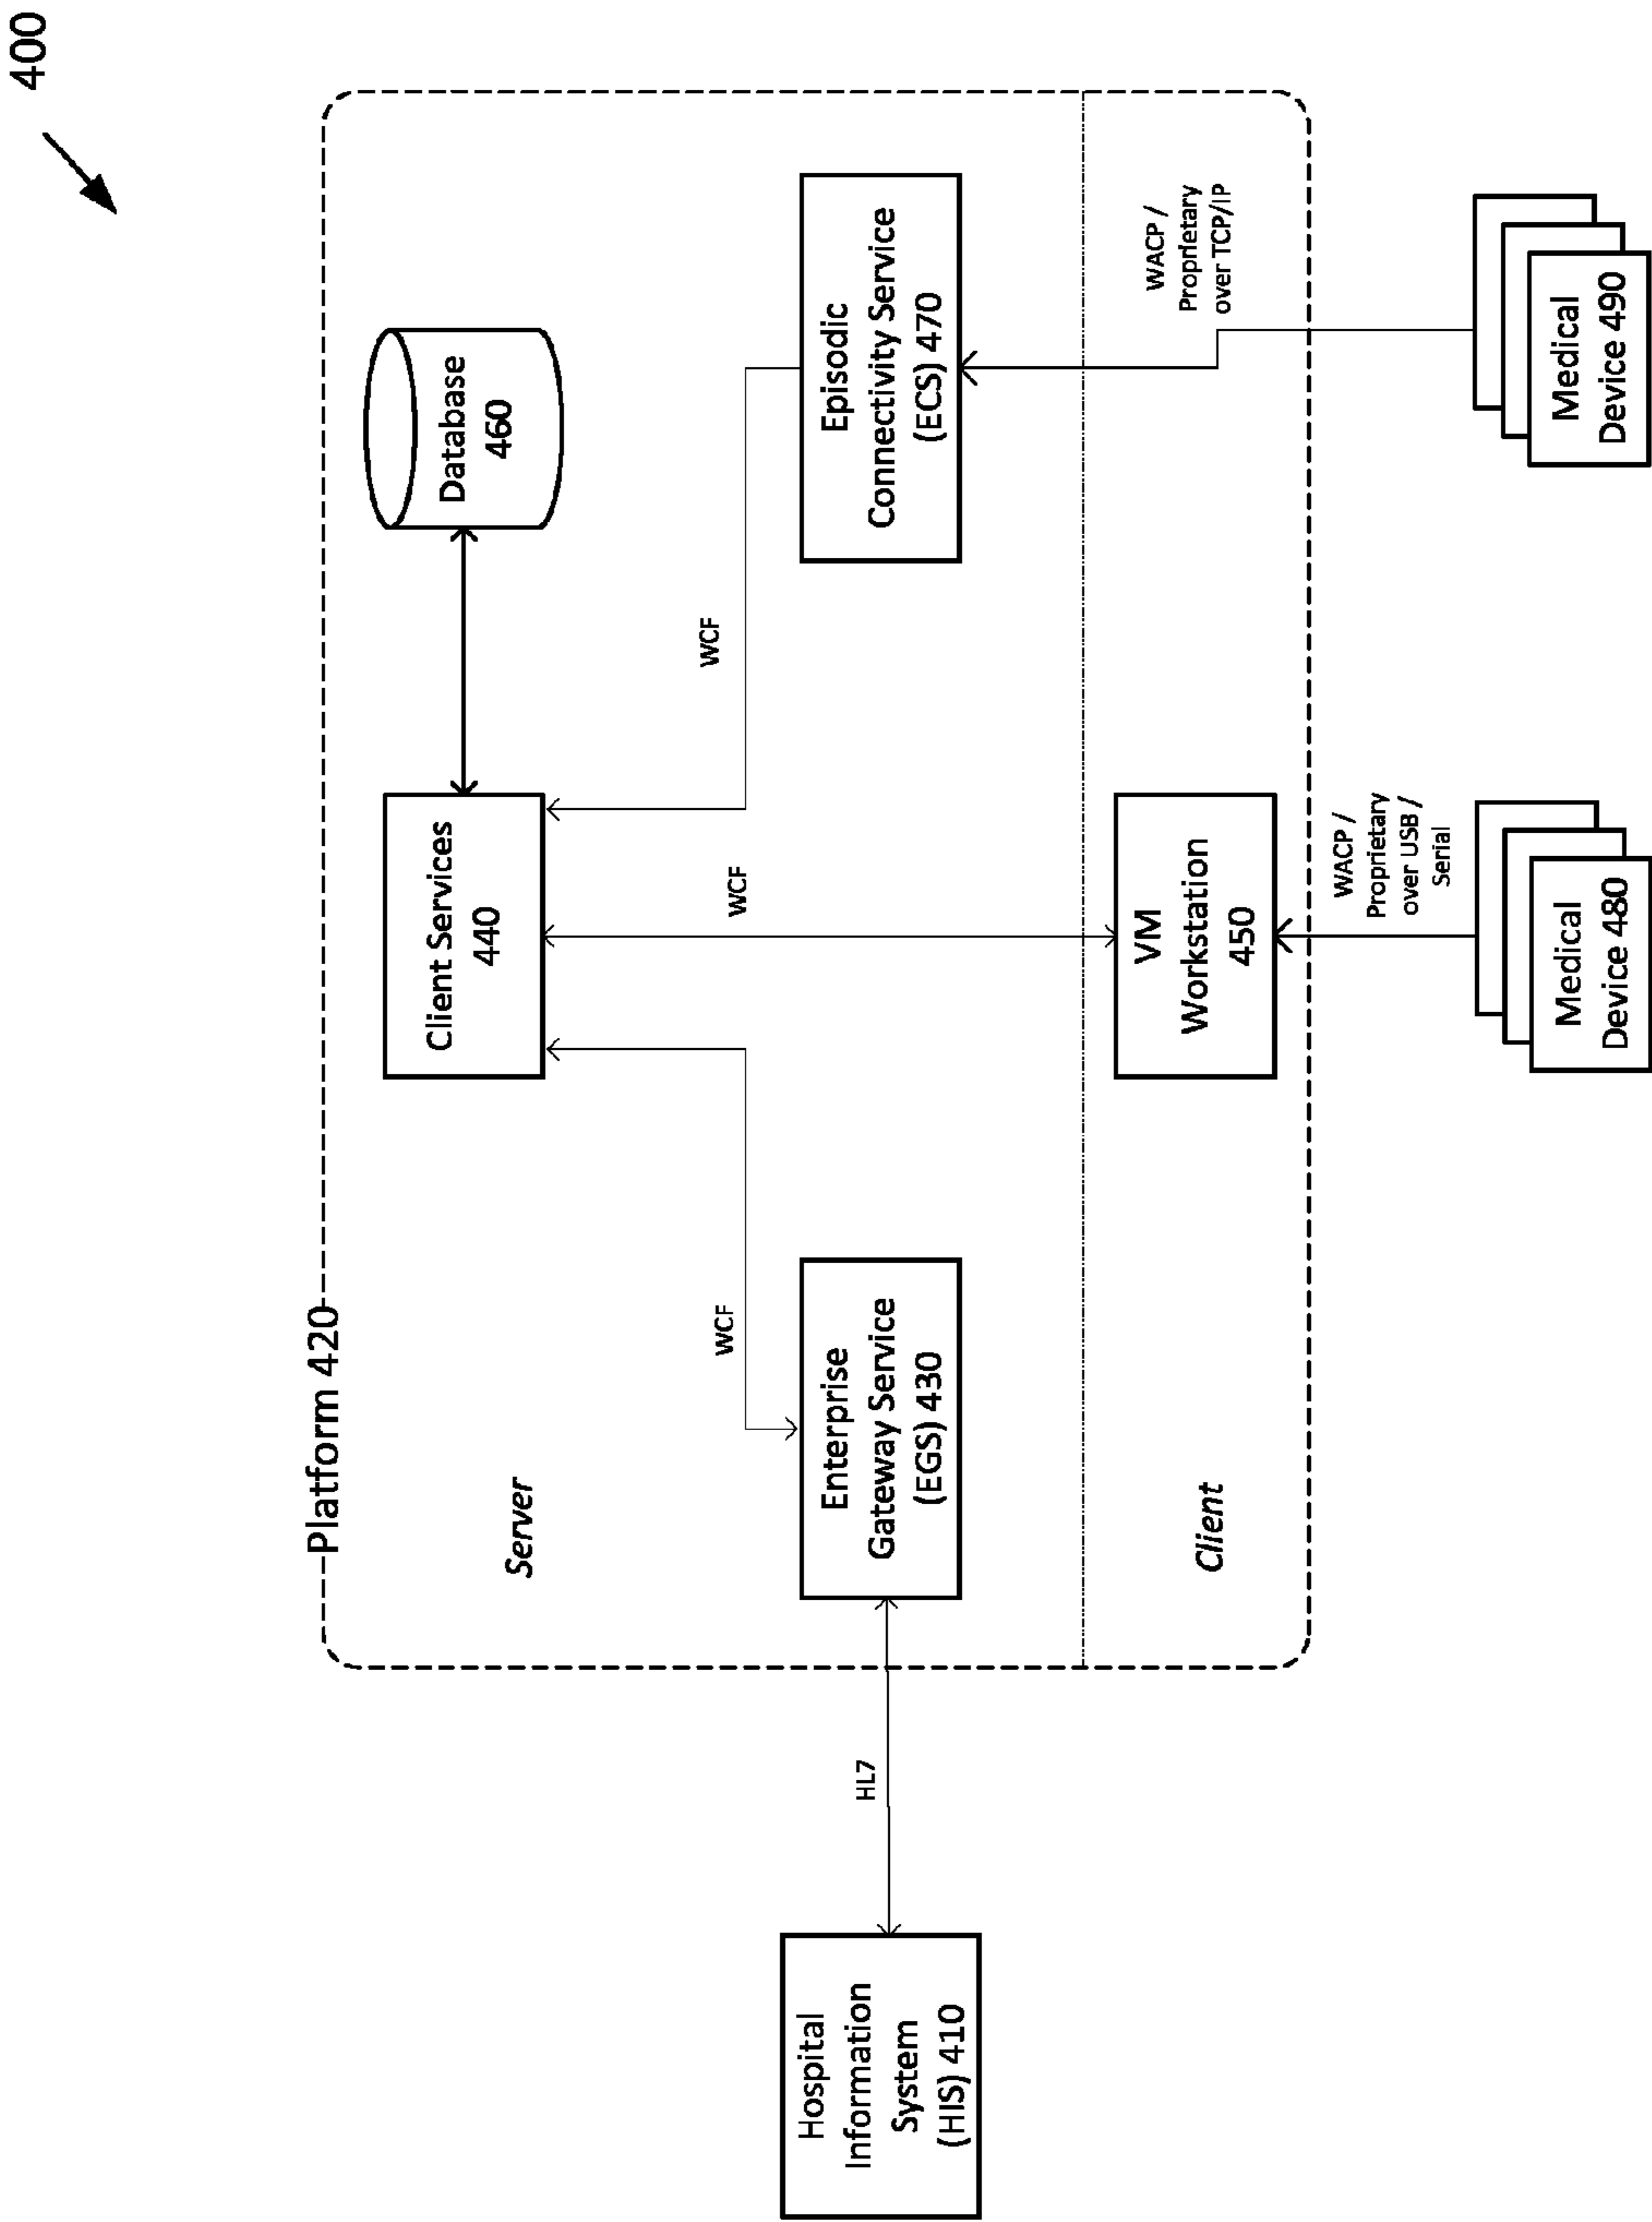 400
Platform 420
Server
Client Services
440
Database
460
WCF
WCF
WCF
Enterprise
Gateway Service
(EGS) 430
Episodic
Connectivity Service
(ECS) 470
Hospital
Information
System
(HIS) 410
HL7
Client
VM
Workstation
450
WACP /
Proprietary
over TCP/IP
WACP /
Proprietary
over USB /
Serial
Medical
Device 480
Medical
Device 490